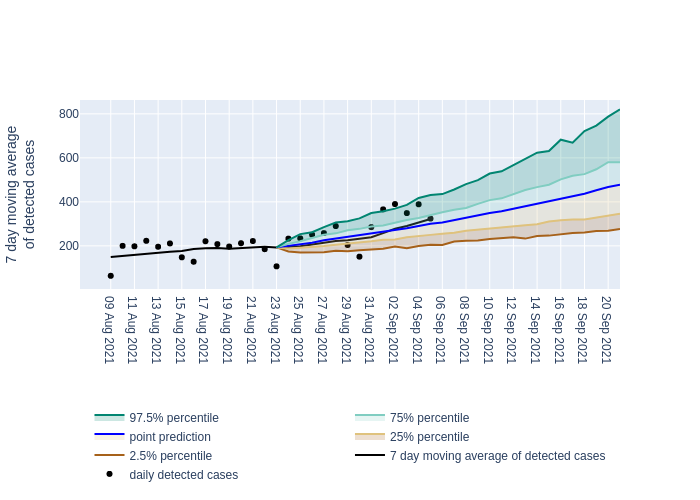 7 day moving average
of detected cases
800
600
400
200
09 Aug 2021
11 Aug 2021
13 Aug 2021
15 Aug 2021
17 Aug 2021
19 Aug 2021
21 Aug 2021
23 Aug 2021
25 Aug 2021
27 Aug 2021
29 Aug 2021
31 Aug 2021
02 Sep 2021
04 Sep 2021
06 Sep 2021
08 Sep 2021
10 Sep 2021
12 Sep 2021
14 Sep 2021
16 Sep 2021
18 Sep 2021
20 Sep 2021
97.5% percentile
75% percentile
point prediction
25% percentile
2.5% percentile
7 day moving average of detected cases
daily detected cases